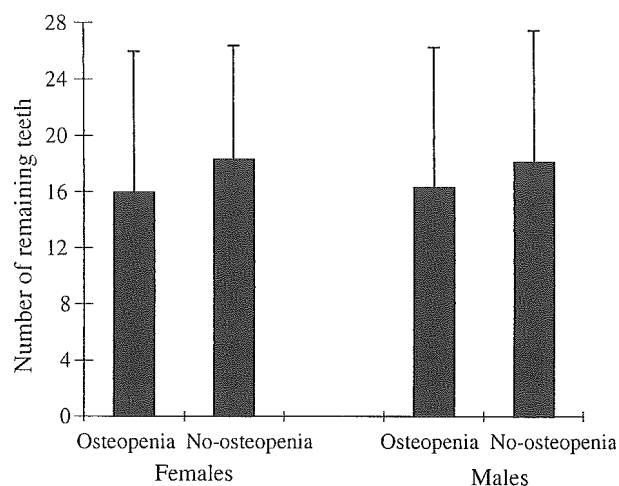 Number of remaining teeth
28
24
20
16
12
8
4
0
Osteopenia No-osteopenia Osteopenia No-osteopenia
Females Males